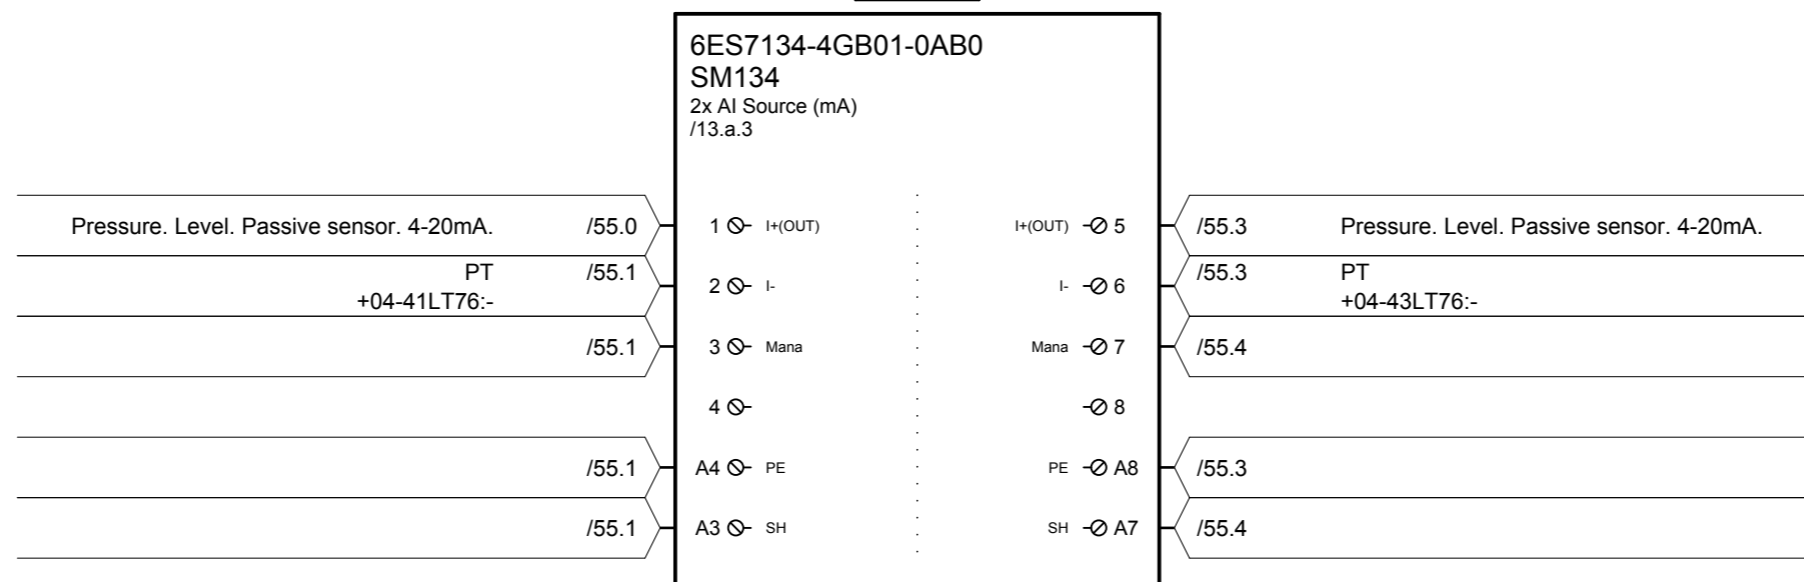 6ES7134-4GB01-0AB0
SM134
2x AI Source (mA)
/13.a.3
Pressure. Level. Passive sensor. 4-20mA. /55.0 1 I+(OUT) I+(OUT) 5 /55.3 Pressure. Level. Passive sensor. 4-20mA.
PT /55.1 2 I- I- 6 /55.3 PT
+04-41LT76:- +04-43LT76:-
/55.1 3 Mana Mana 7 /55.4
4 8
/55.1 A4 PE PE A8 /55.3
/55.1 A3 SH SH A7 /55.4